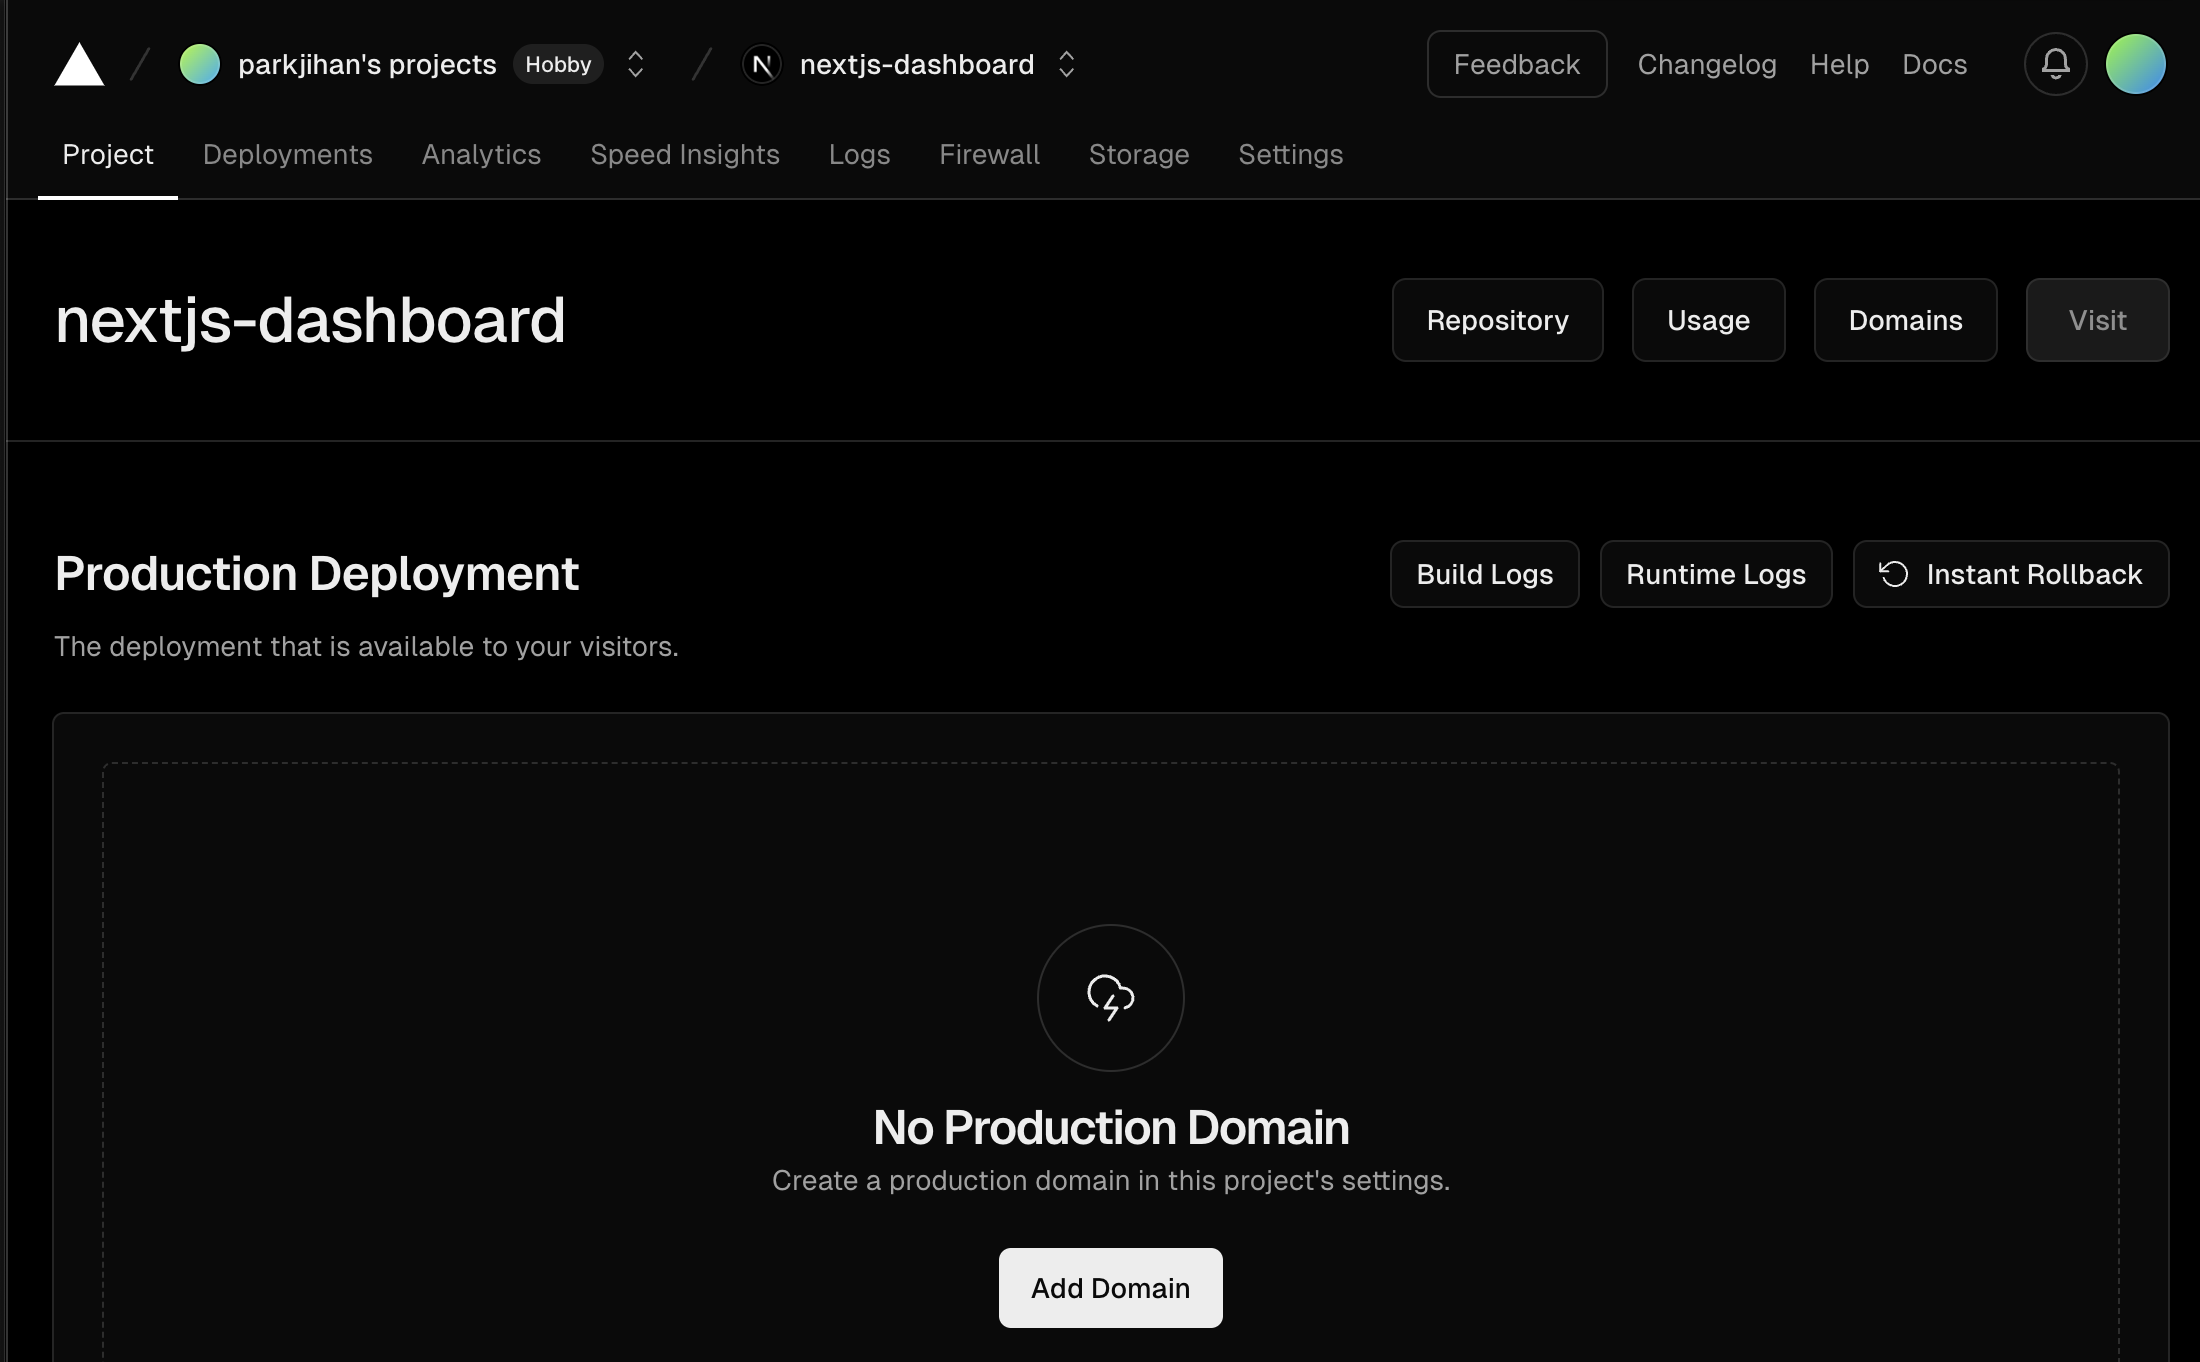 parkjihan's projects Hobby nextjs-dashboard Feedback Changelog Help Docs
Project Deployments Analytics Speed Insights Logs Firewall Storage Settings
nextjs-dashboard Repository Usage Domains Visit
Production Deployment Build Logs Runtime Logs Instant Rollback
The deployment that is available to your visitors.
No Production Domain
Create a production domain in this project's settings.
Add Domain